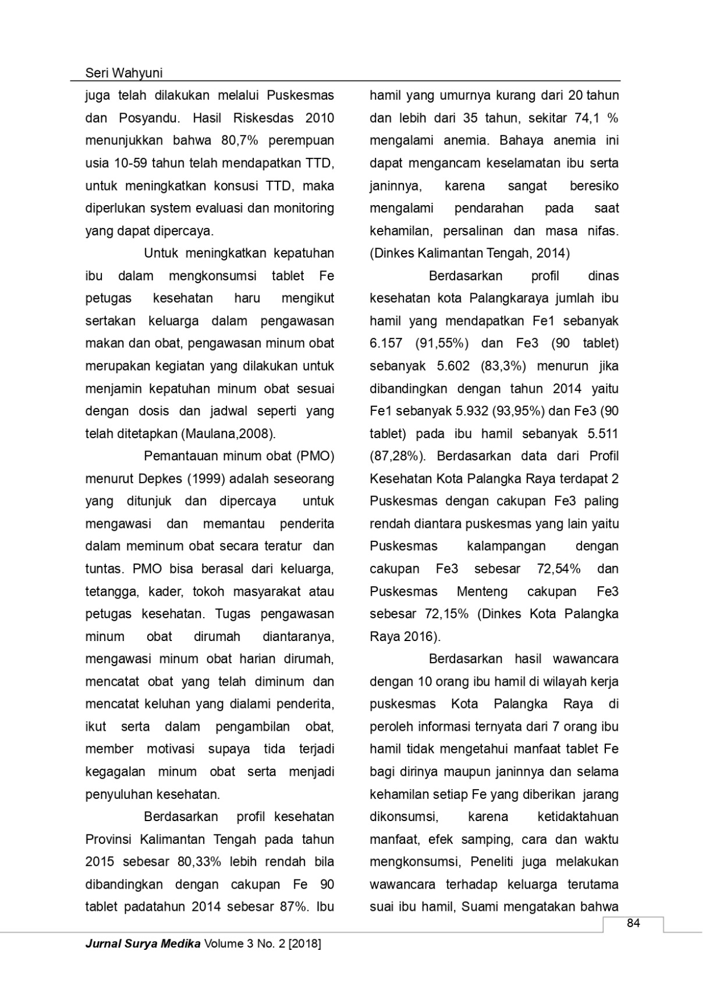 Seri Wahyuni
juga telah dilakukan melalui Puskesmas
dan Posyandu. Hasil Riskesdas 2010
menunjukkan bahwa 80,7% perempuan
usia 10-59 tahun telah mendapatkan TTD,
untuk meningkatkan konsusi TTD, maka
diperlukan system evaluasi dan monitoring
yang dapat dipercaya.
Untuk meningkatkan kepatuhan
ibu dalam mengkonsumsi tablet Fe
petugas kesehatan haru mengikut
sertakan keluarga dalam pengawasan
makan dan obat, pengawasan minum obat
merupakan kegiatan yang dilakukan untuk
menjamin kepatuhan minum obat sesuai
dengan dosis dan jadwal seperti yang
telah ditetapkan (Maulana,2008).
Pemantauan minum obat (PMO)
menurut Depkes (1999) adalah seseorang
yang ditunjuk dan dipercaya untuk
mengawasi dan memantau penderita
dalam meminum obat secara teratur dan
tuntas. PMO bisa berasal dari keluarga,
tetangga, kader, tokoh masyarakat atau
petugas kesehatan. Tugas pengawasan
minum obat dirumah diantaranya,
mengawasi minum obat harian dirumah,
mencatat obat yang telah diminum dan
mencatat keluhan yang dialami penderita,
ikut serta dalam pengambilan obat,
member motivasi supaya tida terjadi
kegagalan minum obat serta menjadi
penyuluhan kesehatan.
Berdasarkan profil kesehatan
Provinsi Kalimantan Tengah pada tahun
2015 sebesar 80,33% lebih rendah bila
dibandingkan dengan cakupan Fe 90
tablet padatahun 2014 sebesar 87%. Ibu
hamil yang umurnya kurang dari 20 tahun
dan lebih dari 35 tahun, sekitar 74,1 %
mengalami anemia. Bahaya anemia ini
dapat mengancam keselamatan ibu serta
janinnya, karena sangat beresiko
mengalami pendarahan pada saat
kehamilan, persalinan dan masa nifas.
(Dinkes Kalimantan Tengah, 2014)
Berdasarkan profil dinas
kesehatan kota Palangkaraya jumlah ibu
hamil yang mendapatkan Fe1 sebanyak
6.157 (91,55%) dan Fe3 (90 tablet)
sebanyak 5.602 (83,3%) menurun jika
dibandingkan dengan tahun 2014 yaitu
Fe1 sebanyak 5.932 (93,95%) dan Fe3 (90
tablet) pada ibu hamil sebanyak 5.511
(87,28%). Berdasarkan data dari Profil
Kesehatan Kota Palangka Raya terdapat 2
Puskesmas dengan cakupan Fe3 paling
rendah diantara puskesmas yang lain yaitu
Puskesmas kalampangan dengan
cakupan Fe3 sebesar 72,54% dan
Puskesmas Menteng cakupan Fe3
sebesar 72,15% (Dinkes Kota Palangka
Raya 2016).
Berdasarkan hasil wawancara
dengan 10 orang ibu hamil di wilayah kerja
puskesmas Kota Palangka Raya di
peroleh informasi ternyata dari 7 orang ibu
hamil tidak mengetahui manfaat tablet Fe
bagi dirinya maupun janinnya dan selama
kehamilan setiap Fe yang diberikan jarang
dikonsumsi, karena ketidaktahuan
manfaat, efek samping, cara dan waktu
mengkonsumsi, Peneliti juga melakukan
wawancara terhadap keluarga terutama
suai ibu hamil, Suami mengatakan bahwa
84
Jurnal Surya Medika Volume 3 No. 2 [2018]